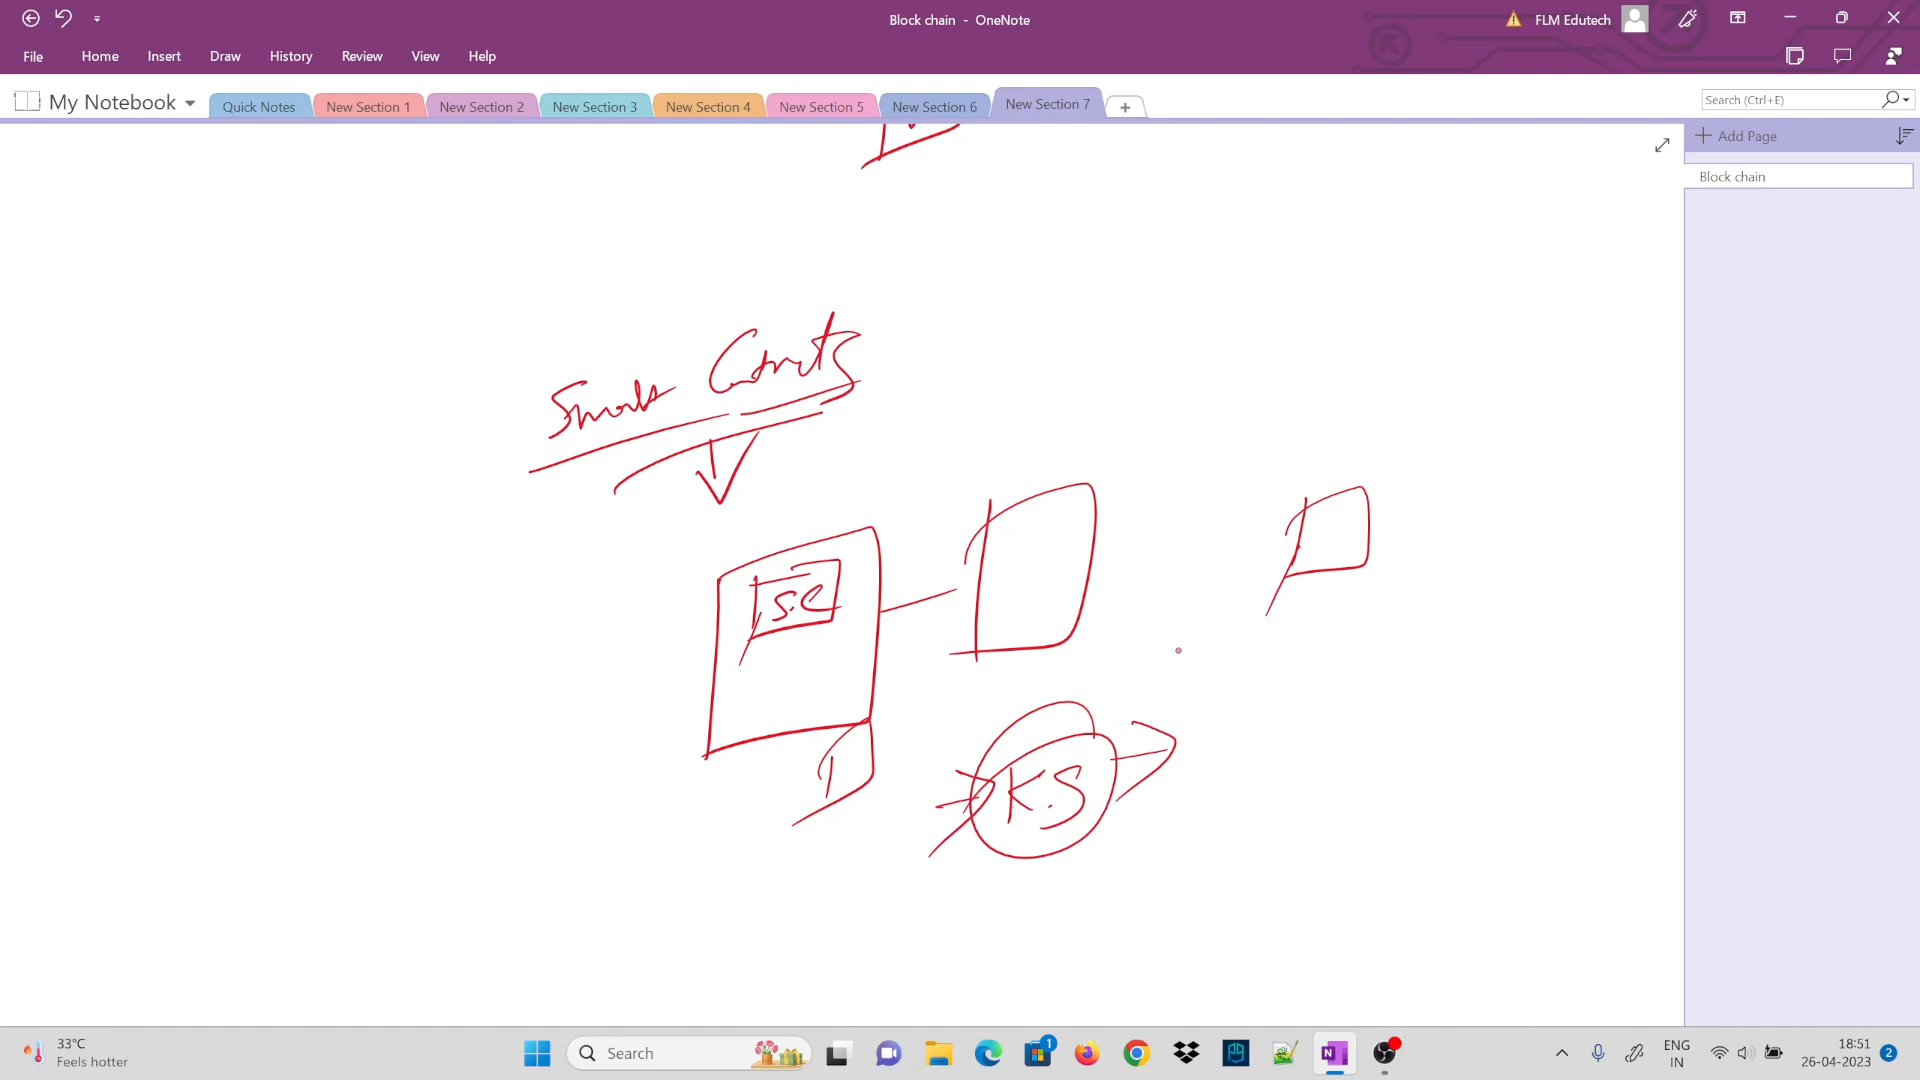 Block chain - OneNote
FLM Edutech
File Home Insert Draw History Review View Help
My Notebook
Quick Notes
New Section 1
New Section 2
New Section 3
New Section 4
New Section 5
New Section 6
New Section 7
Search (Ctrl+E)
Add Page
Block chain
Smart
S.C
K.S
33°C
Feels hotter
Search
1
N
ENG
IN
18:51
26-04-2023
2